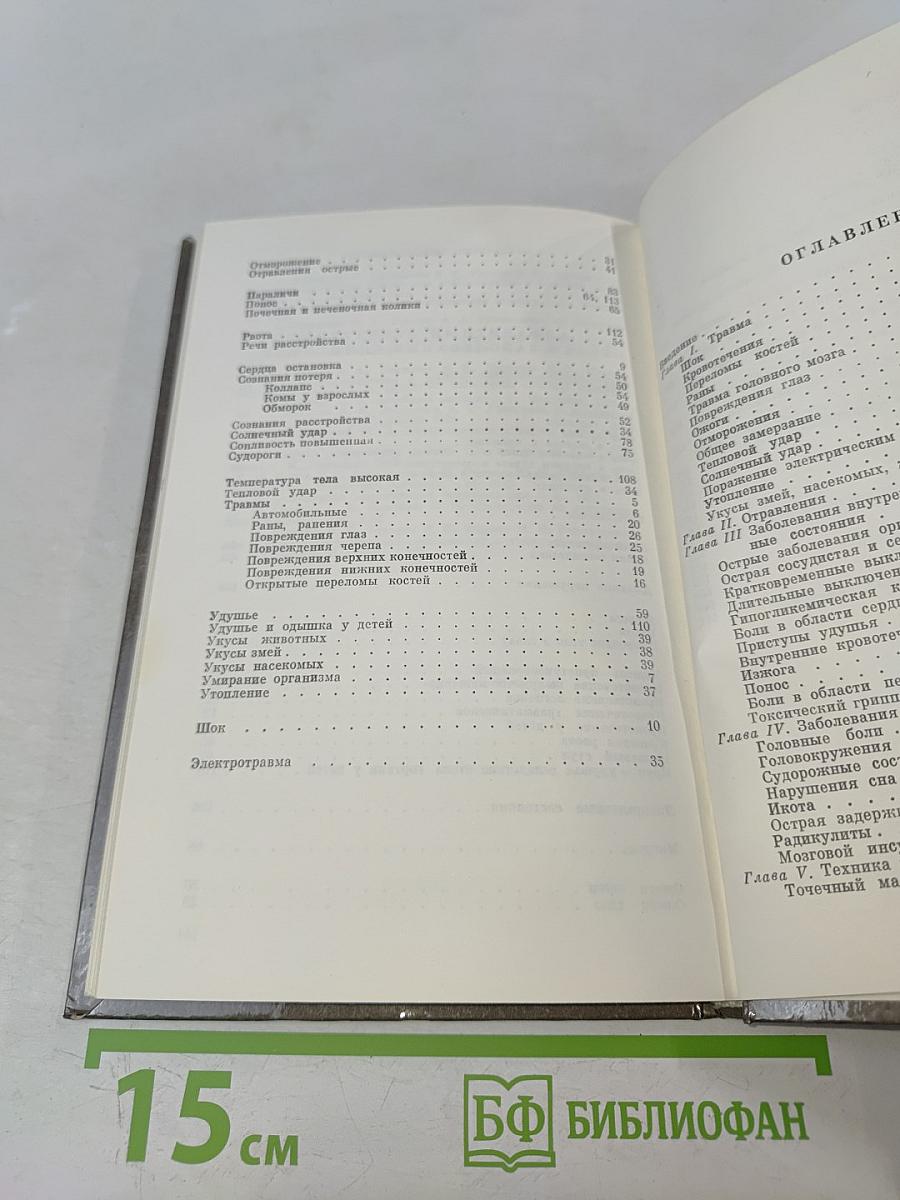 Отморожение . . . 31
Отравления острые . . . 41
Параличи . . . 83
Понос . . . 64, 113
Почечная и печеночная колики . . . 65
Рвота . . . 112
Речи расстройства . . . 54
Сердца остановка . . . 9
Сознания потеря . . . 54
Коллапс . . . 50
Комы у взрослых . . . 54
Обморок . . . 49
Сознания расстройства . . . 52
Солнечный удар . . . 34
Сонливость повышенная . . . 78
Судороги . . . 75
Температура тела высокая . . . 108
Тепловой удар . . . 34
Травмы . . . 5
Автомобильные . . . 6
Раны, ранения . . . 20
Повреждения глаз . . . 26
Повреждения черепа . . . 25
Повреждения верхних конечностей . . . 18
Повреждения нижних конечностей . . . 19
Открытые переломы костей . . . 16
Удушье . . . 59
Удушье и одышка у детей . . . 110
Укусы животных . . . 39
Укусы змей . . . 38
Укусы насекомых . . . 39
Умирание организма . . . 7
Утопление . . . 37
Шок . . . 10
Электротравма . . . 35
ОГЛАВЛЕН
Введение . . .
Глава I. Травма
Шок . . .
Кровотечения
Переломы костей
Раны . . .
Травма головного мозга
Повреждения глаз
Ожоги . . .
Отморожения
Общее замерзание
Тепловой удар
Солнечный удар .
Поражение электрическим
Утопление . . .
Укусы змей, насекомых,
Глава II. Отравления .
Глава III Заболевания внутрен
ные состояния .
Острые заболевания орг
Острая сосудистая и се
Кратковременные выкл
Длительные выключен
Гипогликемическая к
Боли в области серд
Приступы удушья .
Внутренние кровотеч
Изжога . . .
Понос . . .
Боли в области пе
Токсический грипп
Глава IV. Заболевания
Головные боли .
Головокружения
Судорожные сост
Нарушения сна
Икота . . . .
Острая задержк
Радикулиты .
Мозговой инсу
Глава V. Техника
Точечный ма
15 см
БФ БИБЛИОФАН